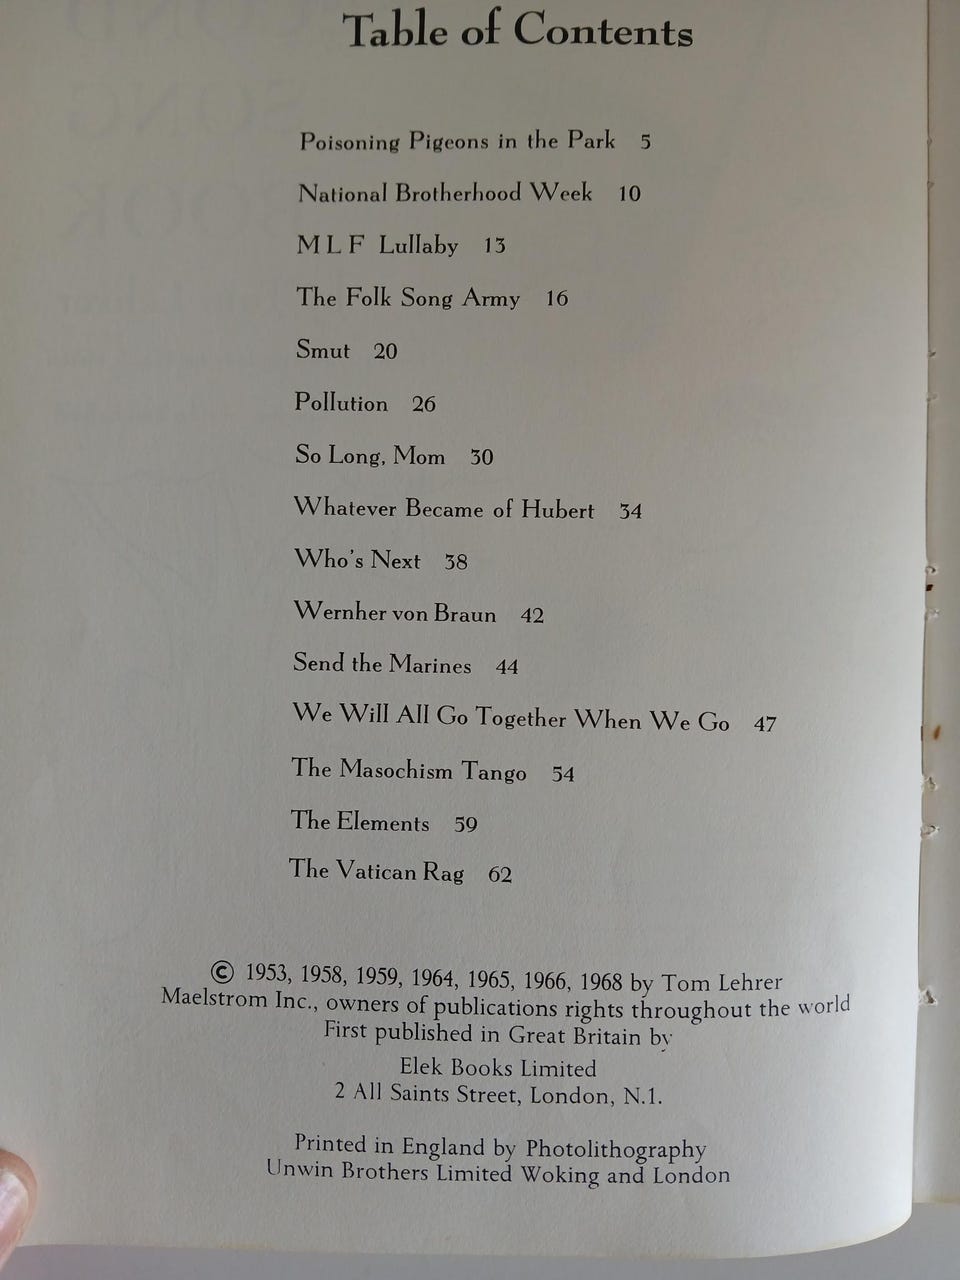 Table of Contents
Poisoning Pigeons in the Park 5
National Brotherhood Week 10
M L F Lullaby 13
The Folk Song Army 16
Smut 20
Pollution 26
So Long, Mom 30
Whatever Became of Hubert 34
Who's Next 38
Wernher von Braun 42
Send the Marines 44
We Will All Go Together When We Go 47
The Masochism Tango 54
The Elements 59
The Vatican Rag 62
© 1953, 1958, 1959, 1964, 1965, 1966, 1968 by Tom Lehrer
Maelstrom Inc., owners of publications rights throughout the world
First published in Great Britain by
Elek Books Limited
2 All Saints Street, London, N.1.
Printed in England by Photolithography
Unwin Brothers Limited Woking and London